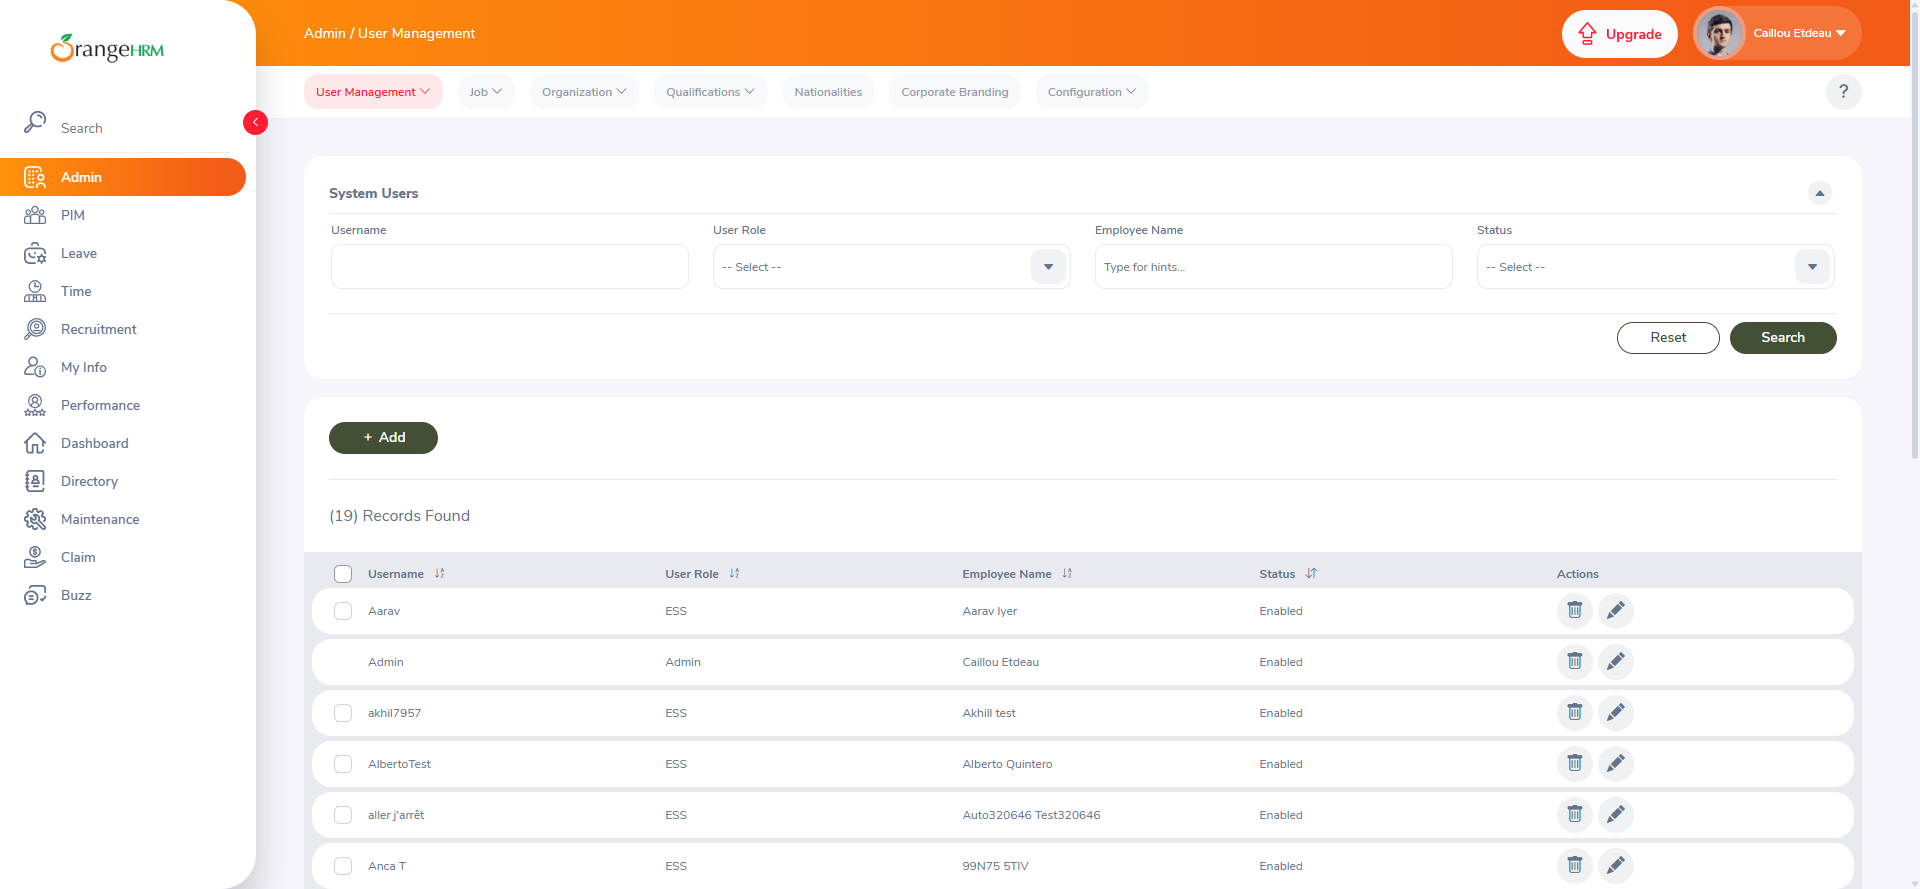 Admin / User Management
Upgrade
Caillou Etdeau
OrangeHRM
User Management
Job
Organization
Qualifications
Nationalities
Corporate Branding
Configuration
?
Search
Admin
PIM
Leave
Time
Recruitment
My Info
Performance
Dashboard
Directory
Maintenance
Claim
Buzz
System Users
Username
User Role
Employee Name
Status
-- Select --
Type for hints...
-- Select --
Reset
Search
+ Add
(19) Records Found
Username User Role Employee Name Status Actions
Aarav ESS Aarav Iyer Enabled
Admin Admin Caillou Etdeau Enabled
akhil7957 ESS Akhill test Enabled
AlbertoTest ESS Alberto Quintero Enabled
aller j'arrêt ESS Auto320646 Test320646 Enabled
Anca T ESS 99N75 5TIV Enabled